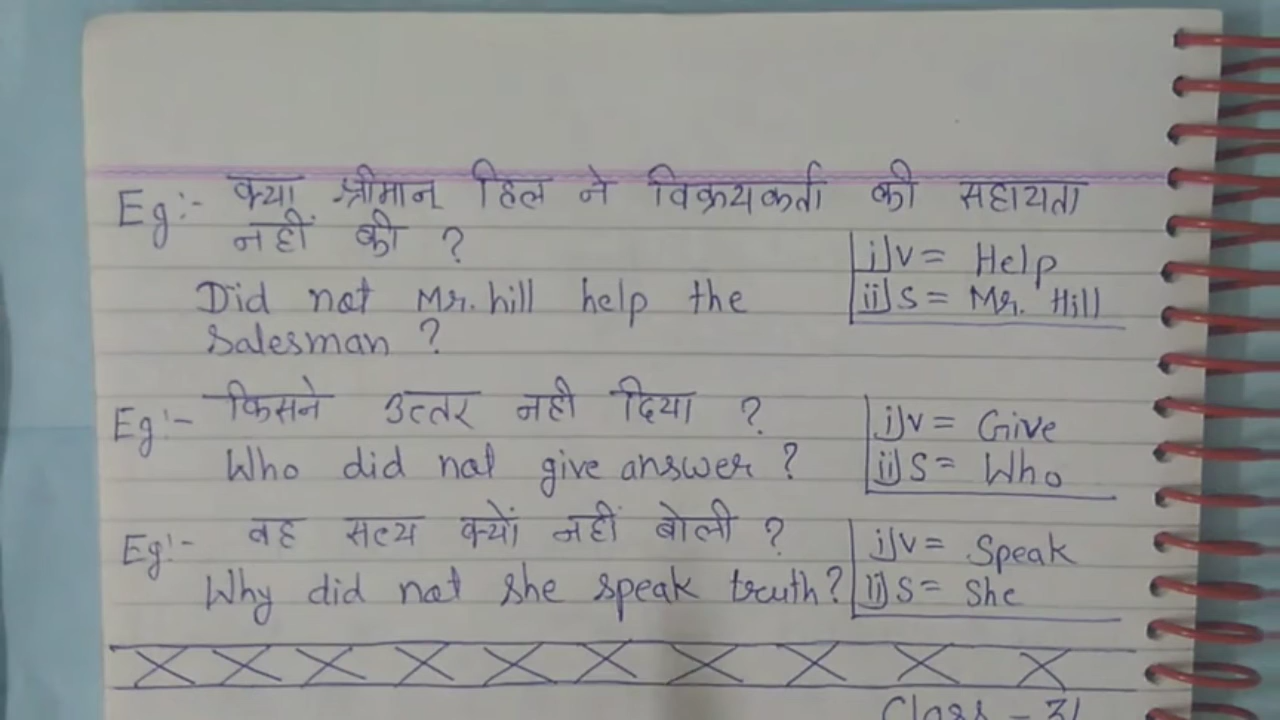 Eg:- क्या श्रीमान् हिल ने विक्रयकर्ता की सहायता
नहीं की ?
i) V = Help
Did not Mr. hill help the
ii) S = Mr. Hill
Salesman ?
Eg:- किसने उत्तर नही दिया ?
i) V = Give
Who did not give answer ?
ii) S = Who
Eg:- वह सत्य क्यों नहीं बोली ?
i) V = Speak
Why did not she speak truth?
ii) S = She
Class - 31